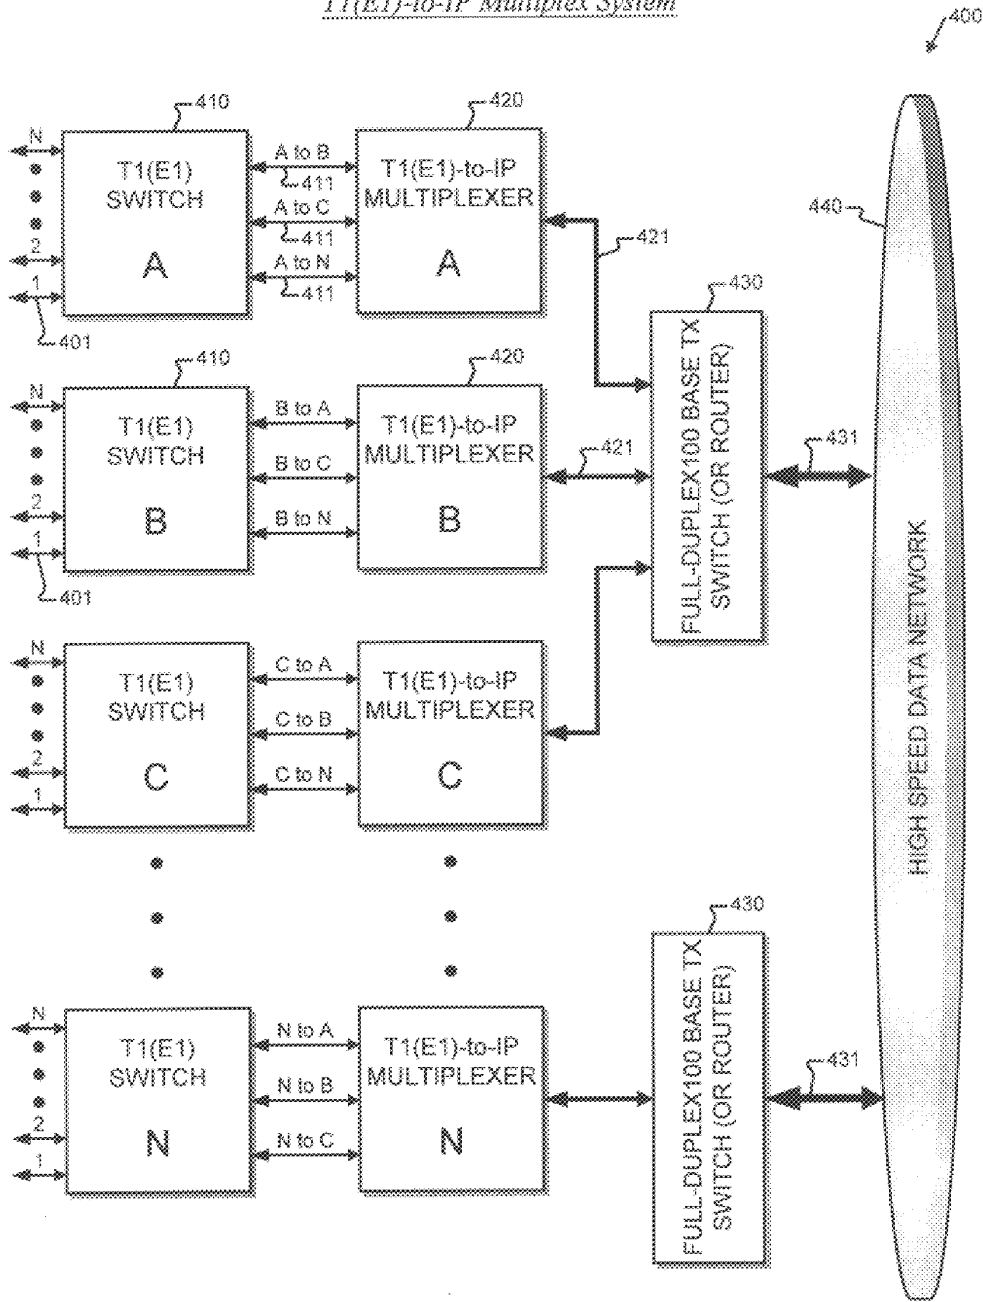 T1(E1)-to-IP Multiplex System
400
410
420
N
T1(E1)
SWITCH
A
2
1
401
A to B
411
A to C
411
A to N
411
T1(E1)-to-IP
MULTIPLEXER
A
421
440
430
FULL-DUPLEX100 BASE TX
SWITCH (OR ROUTER)
431
HIGH SPEED DATA NETWORK
410
420
N
T1(E1)
SWITCH
B
2
1
401
B to A
B to C
B to N
T1(E1)-to-IP
MULTIPLEXER
B
421
N
T1(E1)
SWITCH
C
2
1
C to A
C to B
C to N
T1(E1)-to-IP
MULTIPLEXER
C
N
T1(E1)
SWITCH
N
2
1
N to A
N to B
N to C
T1(E1)-to-IP
MULTIPLEXER
N
430
FULL-DUPLEX100 BASE TX
SWITCH (OR ROUTER)
431